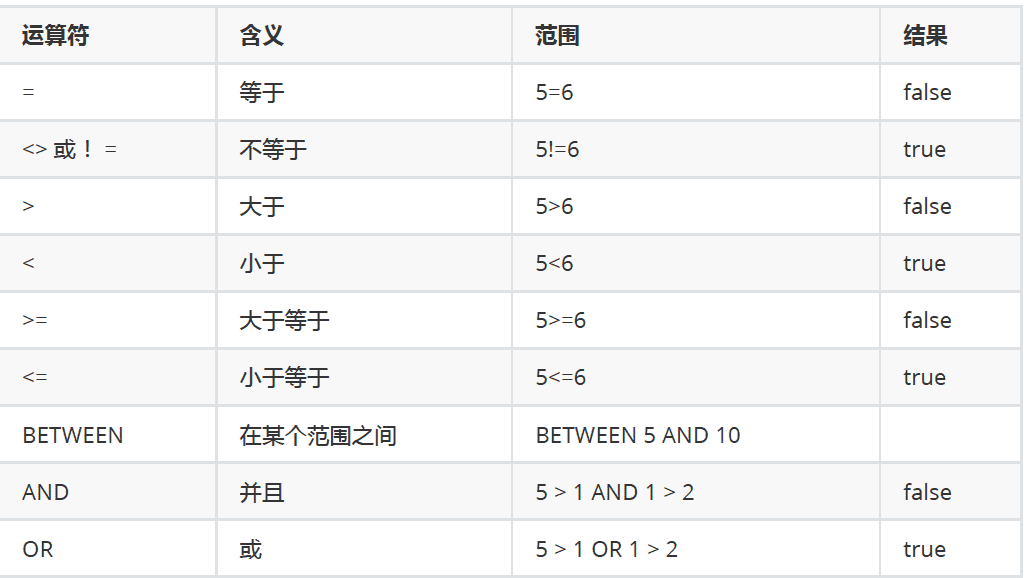 运算符 含义 范围 结果
= 等于 5=6 false
<> 或！ = 不等于 5!=6 true
> 大于 5>6 false
< 小于 5<6 true
>= 大于等于 5>=6 false
<= 小于等于 5<=6 true
BETWEEN 在某个范围之间 BETWEEN 5 AND 10
AND 并且 5 > 1 AND 1 > 2 false
OR 或 5 > 1 OR 1 > 2 true